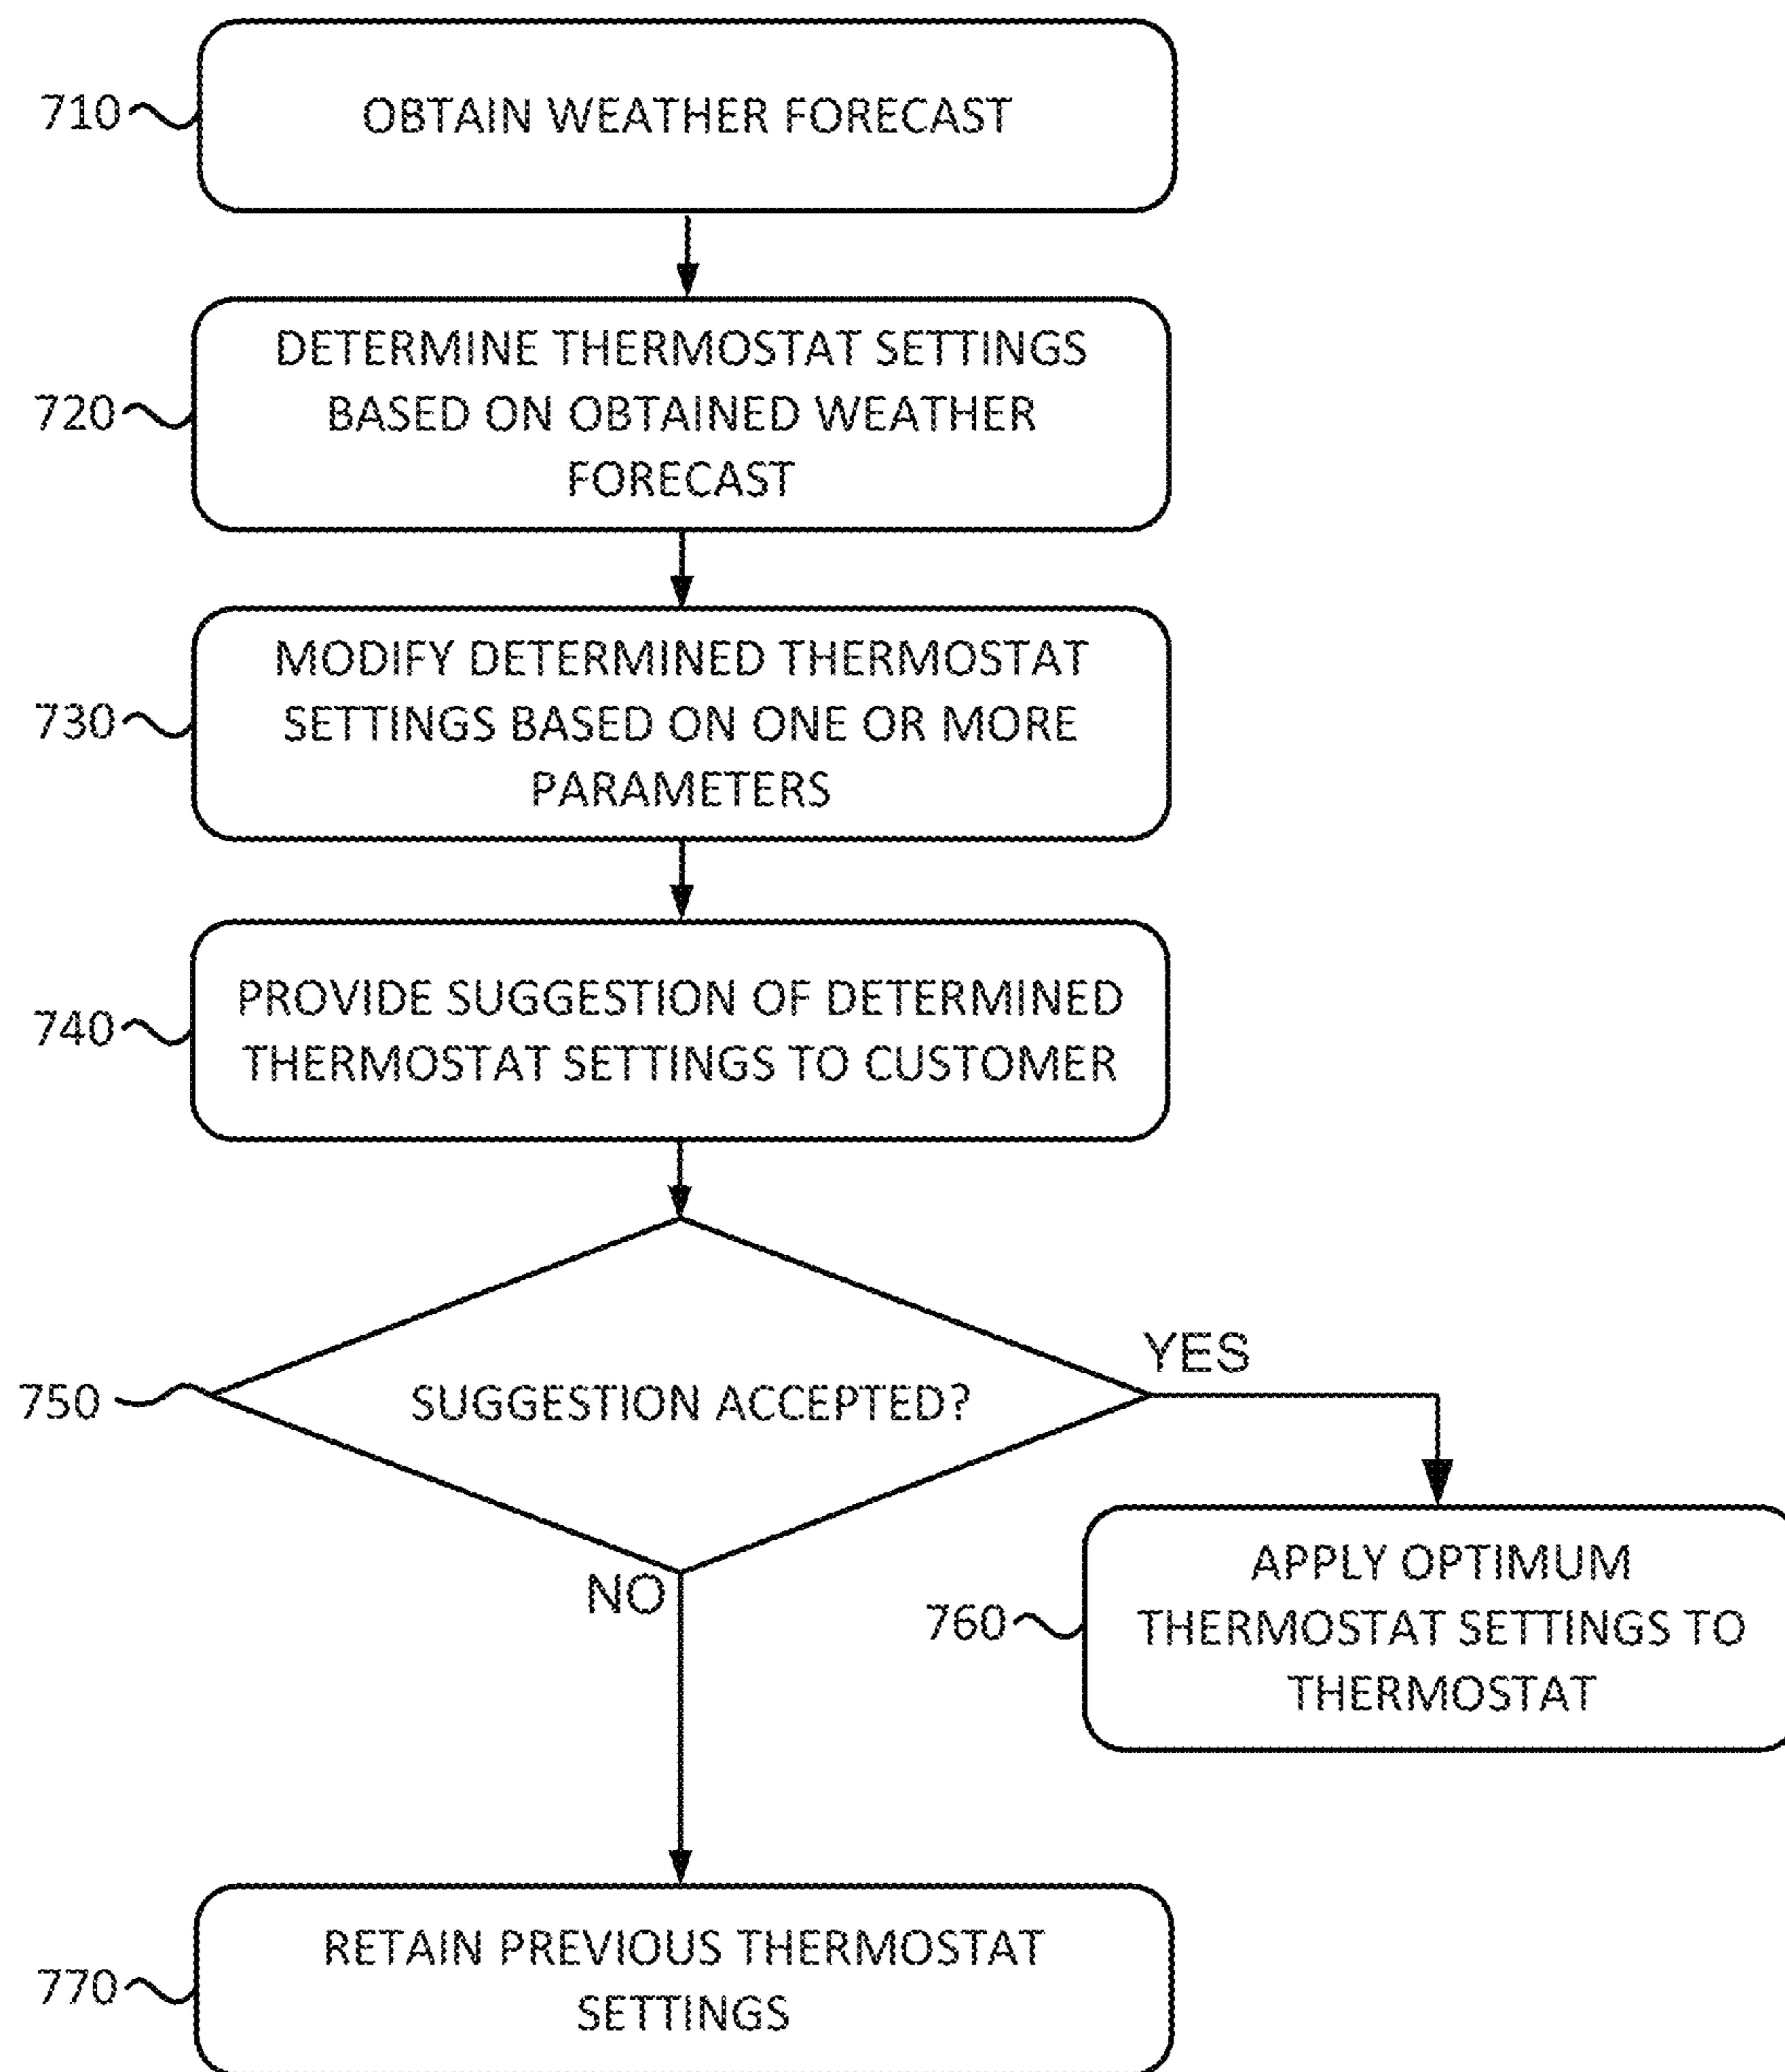 710
OBTAIN WEATHER FORECAST
720
DETERMINE THERMOSTAT SETTINGS
BASED ON OBTAINED WEATHER
FORECAST
730
MODIFY DETERMINED THERMOSTAT
SETTINGS BASED ON ONE OR MORE
PARAMETERS
740
PROVIDE SUGGESTION OF DETERMINED
THERMOSTAT SETTINGS TO CUSTOMER
750
SUGGESTION ACCEPTED?
YES
NO
760
APPLY OPTIMUM
THERMOSTAT SETTINGS TO
THERMOSTAT
770
RETAIN PREVIOUS THERMOSTAT
SETTINGS